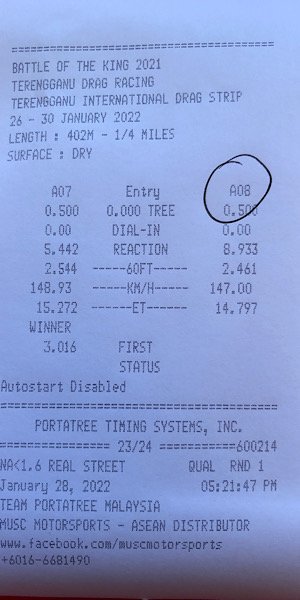 ========================================
BATTLE OF THE KING 2021
TERENGGANU DRAG RACING
TERENGGANU INTERNATIONAL DRAG STRIP
26 - 30 JANUARY 2022
LENGTH : 402M - 1/4 MILES
SURFACE : DRY
A07 Entry A08
0.500 0.000 TREE 0.500
0.00 DIAL-IN 0.00
5.442 REACTION 8.933
2.544 -----60FT----- 2.461
148.93 -----KM/H----- 147.00
15.272 ------ET------ 14.797
WINNER
3.016 FIRST
STATUS
Autostart Disabled
========================================
PORTATREE TIMING SYSTEMS, INC.
================ 23/24 ===========600214
NA<1.6 REAL STREET QUAL RND 1
January 28, 2022 05:21:47 PM
TEAM PORTATREE MALAYSIA
MUSC MOTORSPORTS - ASEAN DISTRIBUTOR
www.facebook.com/muscmotorsports
+6016-6681490